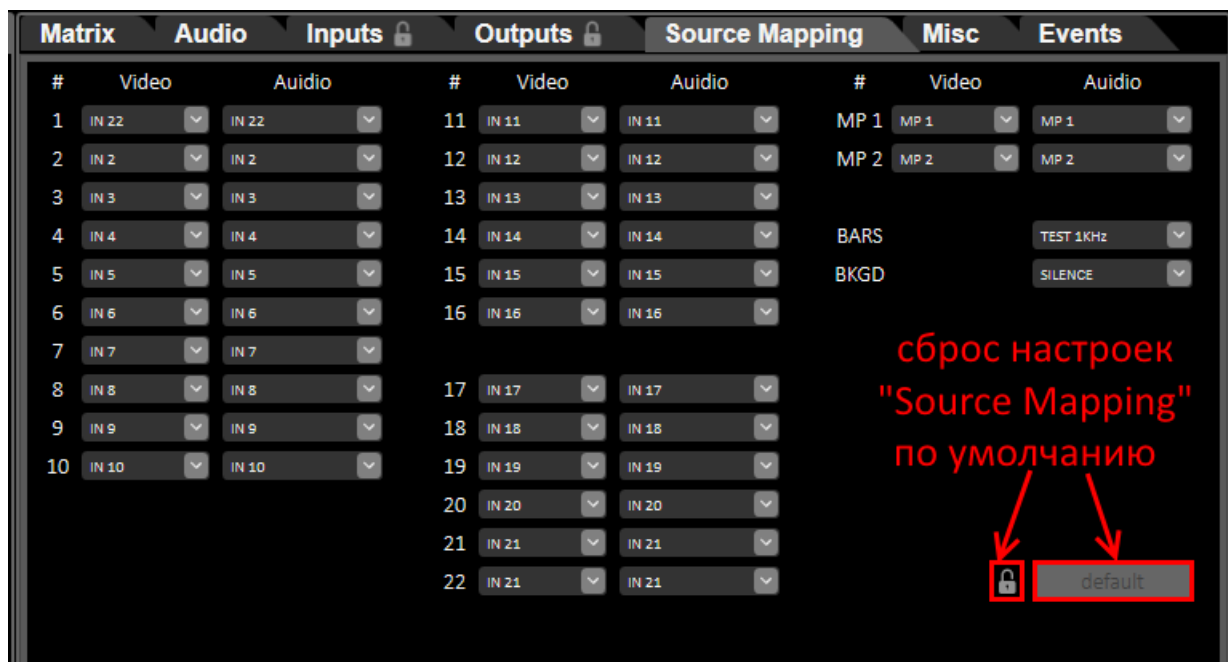 Matrix Audio Inputs Outputs Source Mapping Misc Events
# Video Auidio # Video Auidio # Video Auidio
1 IN 22 IN 22 11 IN 11 IN 11 MP 1 MP 1 MP 1
2 IN 2 IN 2 12 IN 12 IN 12 MP 2 MP 2 MP 2
3 IN 3 IN 3 13 IN 13 IN 13
4 IN 4 IN 4 14 IN 14 IN 14 BARS TEST 1KHz
5 IN 5 IN 5 15 IN 15 IN 15 BKGD SILENCE
6 IN 6 IN 6 16 IN 16 IN 16
7 IN 7 IN 7
8 IN 8 IN 8 17 IN 17 IN 17
9 IN 9 IN 9 18 IN 18 IN 18
10 IN 10 IN 10 19 IN 19 IN 19
20 IN 20 IN 20
21 IN 21 IN 21
22 IN 21 IN 21
сброс настроек
"Source Mapping"
по умолчанию
default